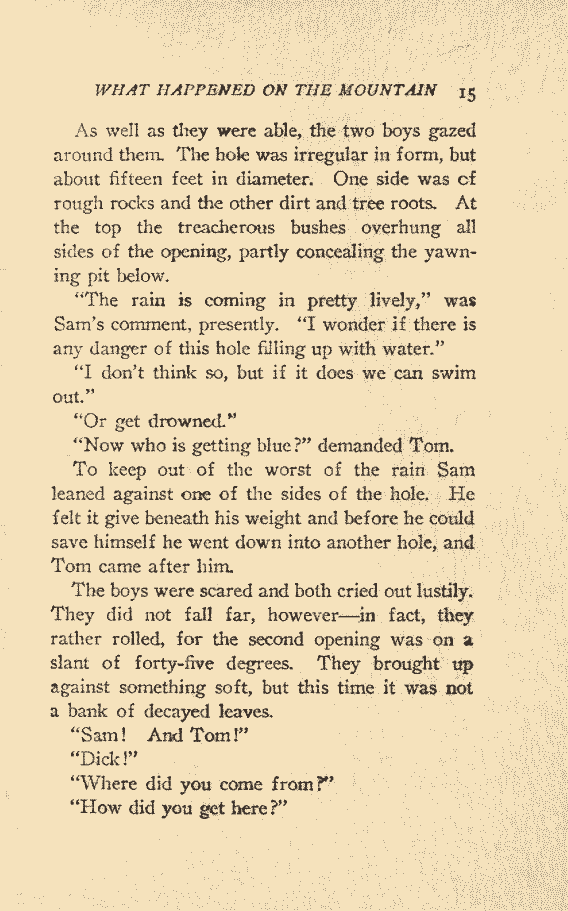 WHAT HAPPENED ON THE MOUNTAIN 15
As well as they were able, the two boys gazed
around them. The hole was irregular in form, but
about fifteen feet in diameter. One side was of
rough rocks and the other dirt and tree roots. At
the top the treacherous bushes overhung all
sides of the opening, partly concealing the yawn-
ing pit below.
“The rain is coming in pretty lively,” was
Sam’s comment, presently. “I wonder if there is
any danger of this hole filling up with water.”
“I don’t think so, but if it does we can swim
out.”
“Or get drowned.”
“Now who is getting blue?” demanded Tom.
To keep out of the worst of the rain Sam
leaned against one of the sides of the hole. He
felt it give beneath his weight and before he could
save himself he went down into another hole, and
Tom came after him.
The boys were scared and both cried out lustily.
They did not fall far, however—in fact, they
rather rolled, for the second opening was on a
slant of forty-five degrees. They brought up
against something soft, but this time it was not
a bank of decayed leaves.
“Sam! And Tom!”
“Dick!”
“Where did you come from?”
“How did you get here?”